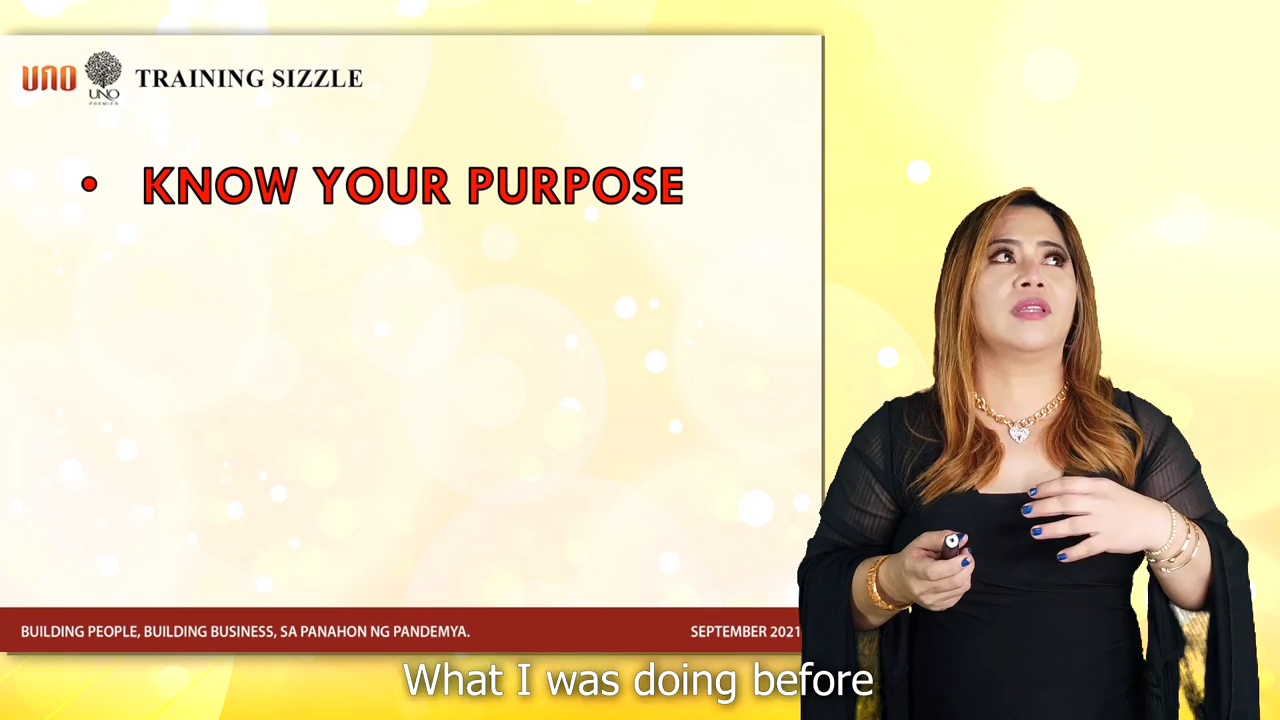 UNO
UNO
PREMIER
TRAINING SIZZLE
• KNOW YOUR PURPOSE
BUILDING PEOPLE, BUILDING BUSINESS, SA PANAHON NG PANDEMYA.
SEPTEMBER 2021
What I was doing before